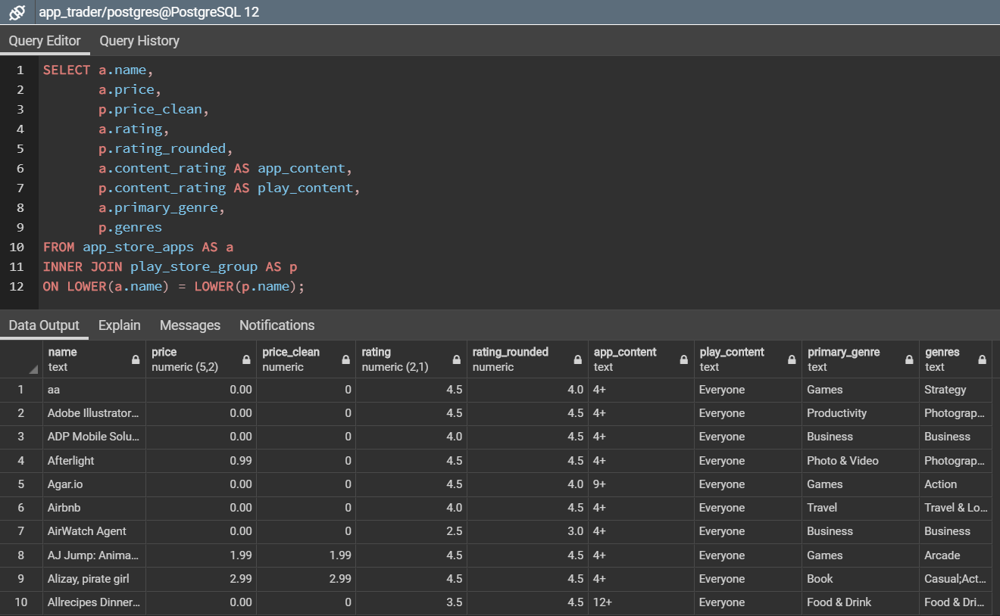 app_trader/postgres@PostgreSQL 12
Query Editor Query History
1 SELECT a.name,
2 a.price,
3 p.price_clean,
4 a.rating,
5 p.rating_rounded,
6 a.content_rating AS app_content,
7 p.content_rating AS play_content,
8 a.primary_genre,
9 p.genres
10 FROM app_store_apps AS a
11 INNER JOIN play_store_group AS p
12 ON LOWER(a.name) = LOWER(p.name);
Data Output Explain Messages Notifications
name price price_clean rating rating_rounded app_content play_content primary_genre genres
text numeric (5,2) numeric numeric (2,1) numeric text text text text
1 aa 0.00 0 4.5 4.0 4+ Everyone Games Strategy
2 Adobe Illustrator... 0.00 0 4.5 4.5 4+ Everyone Productivity Photograp...
3 ADP Mobile Solu... 0.00 0 4.0 4.5 4+ Everyone Business Business
4 Afterlight 0.99 0 4.5 4.5 4+ Everyone Photo & Video Photograp...
5 Agar.io 0.00 0 4.5 4.0 9+ Everyone Games Action
6 Airbnb 0.00 0 4.0 4.5 4+ Everyone Travel Travel & Lo...
7 AirWatch Agent 0.00 0 2.5 3.0 4+ Everyone Business Business
8 AJ Jump: Anima... 1.99 1.99 4.5 4.5 4+ Everyone Games Arcade
9 Alizay, pirate girl 2.99 2.99 4.5 4.5 4+ Everyone Book Casual;Act...
10 Allrecipes Dinner... 0.00 0 3.5 4.5 12+ Everyone Food & Drink Food & Dri...